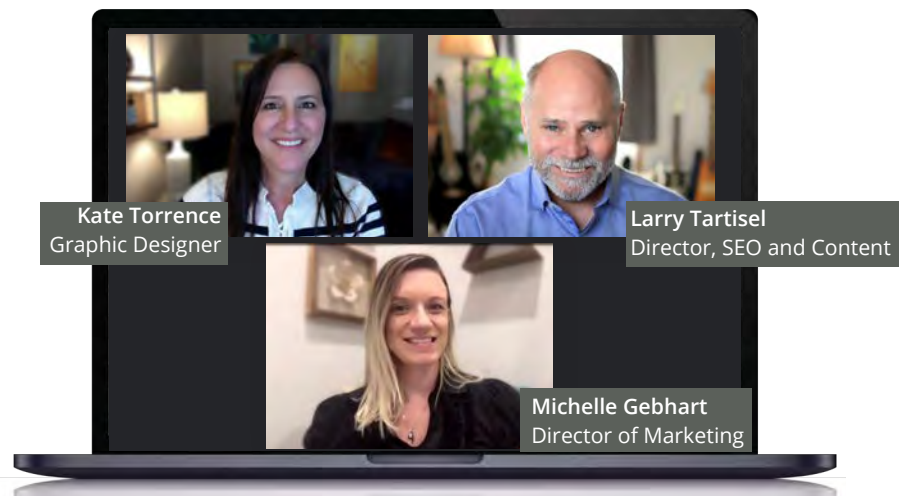 Kate Torrence
Graphic Designer
Larry Tartisel
Director, SEO and Content
Michelle Gebhart
Director of Marketing